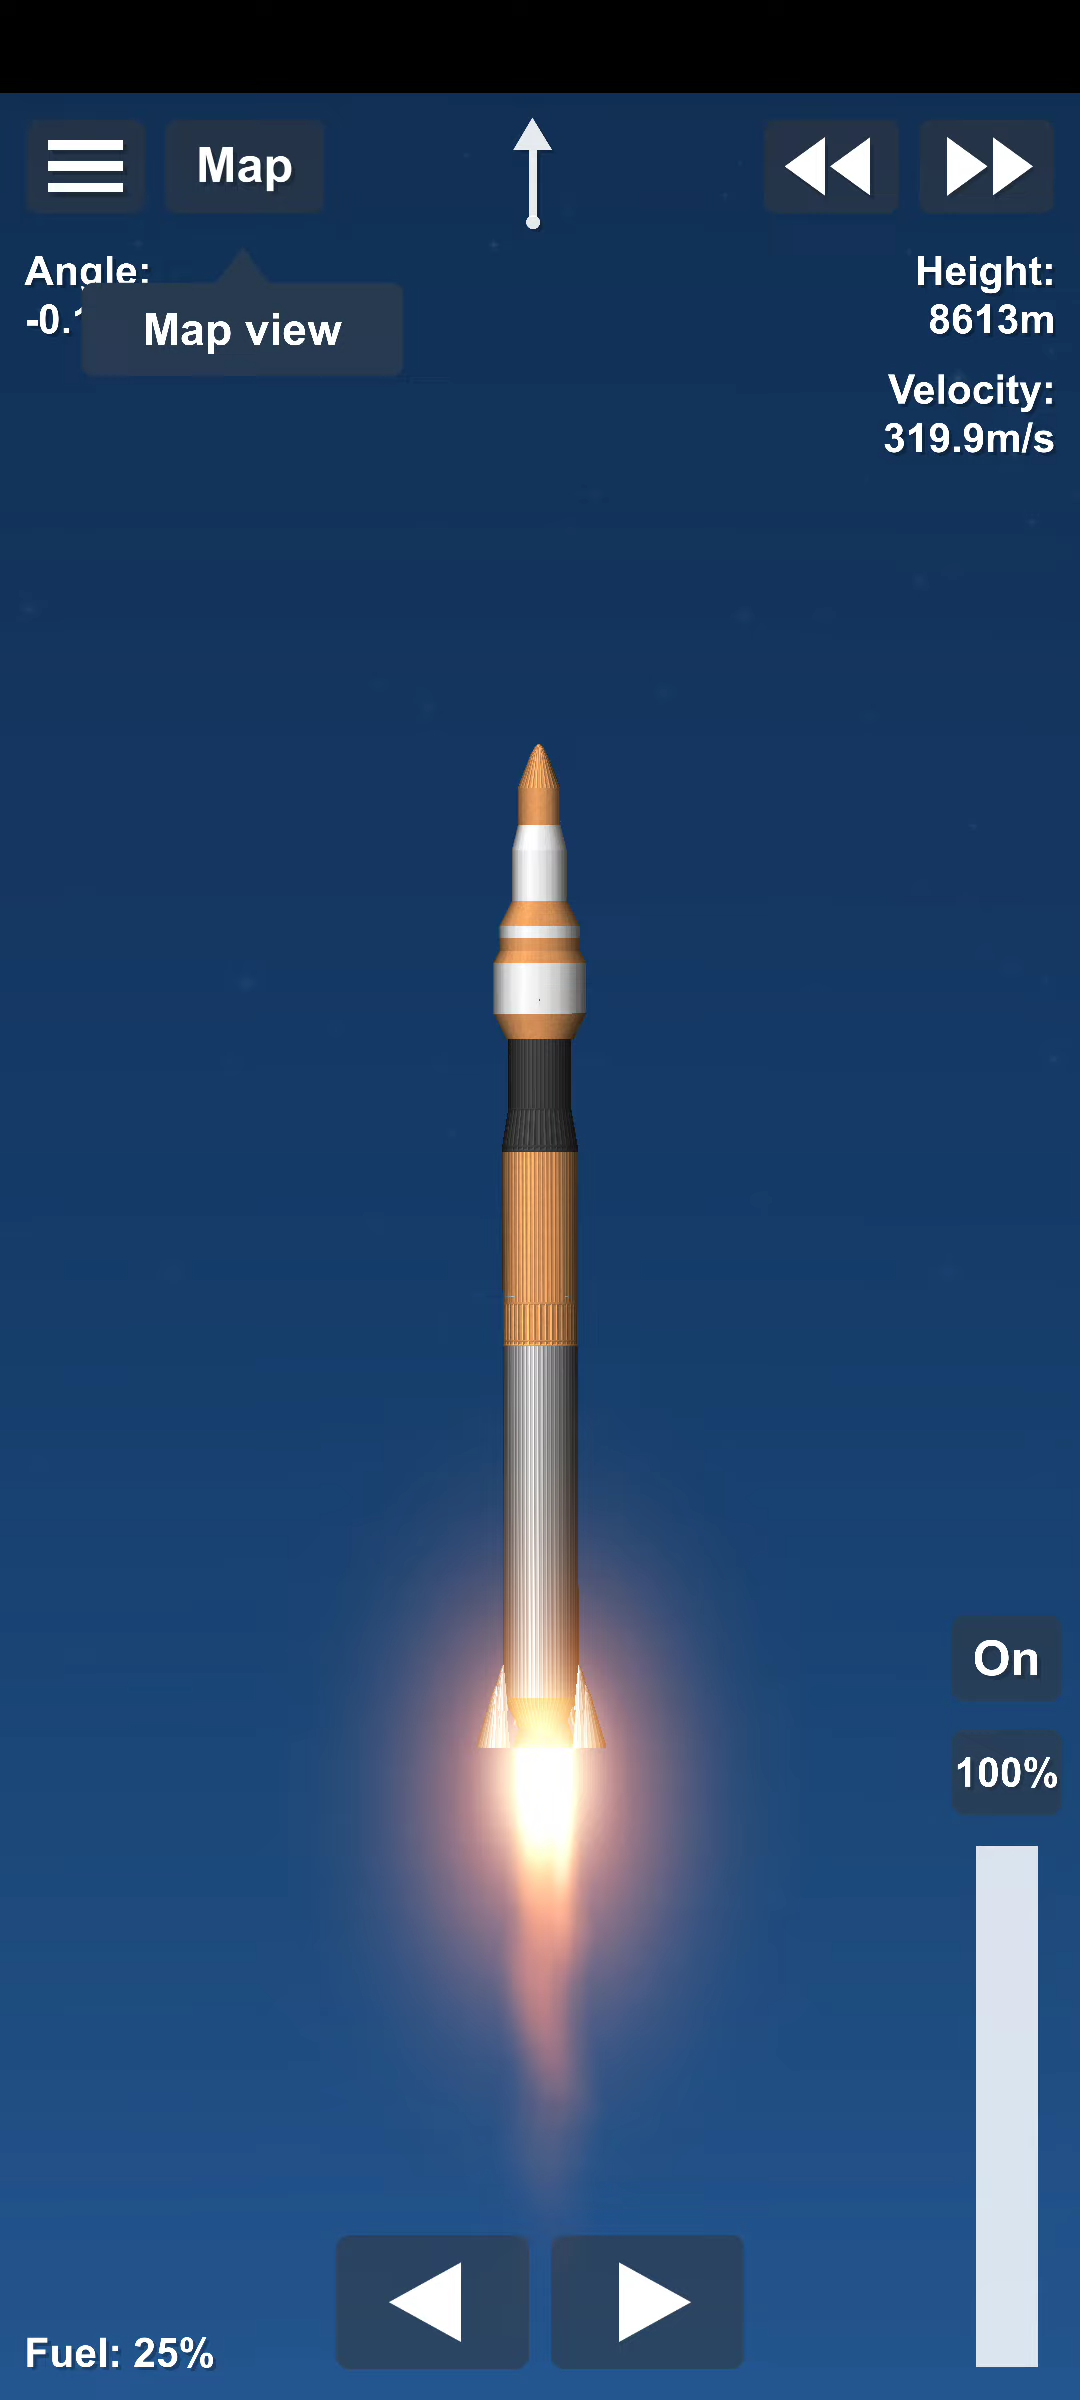 Map
Angle:
Map view
Height:
8613m
Velocity:
319.9m/s
On
100%
Fuel: 25%